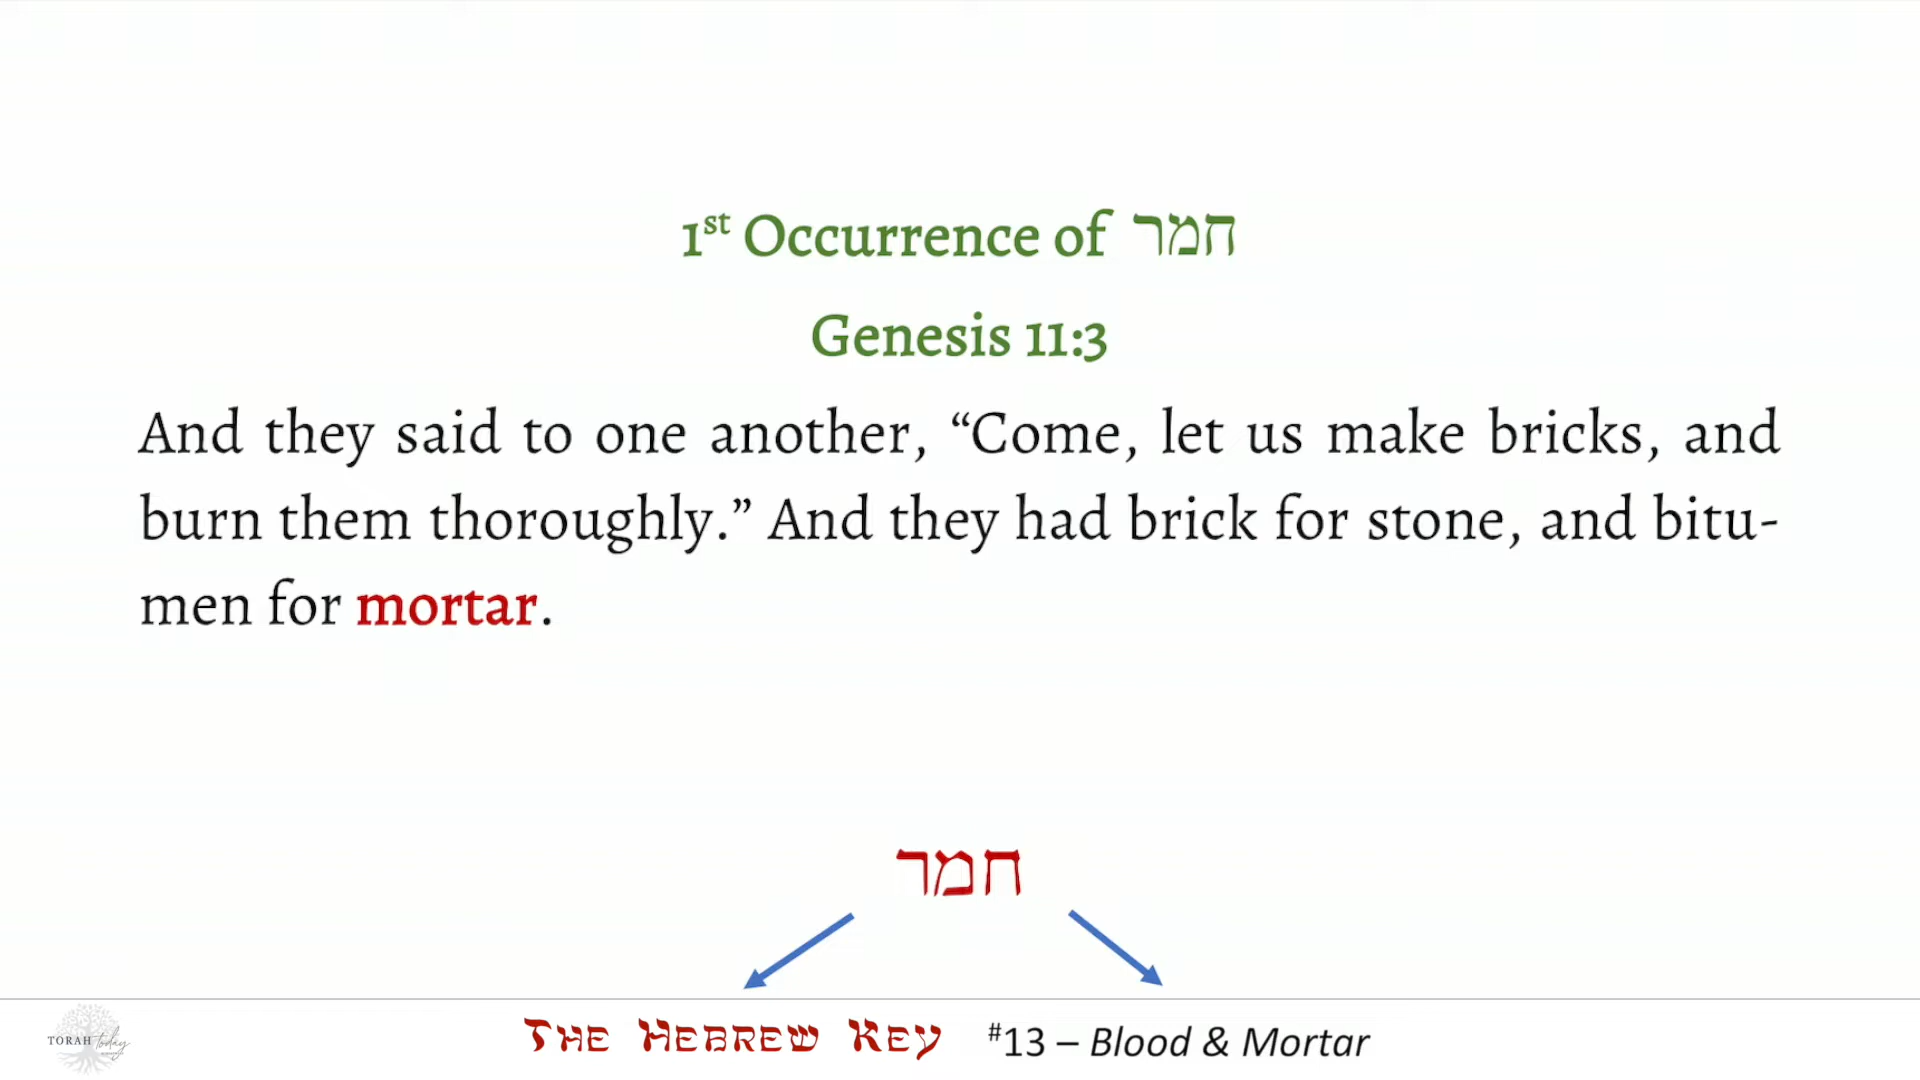 1st Occurrence of חמר
Genesis 11:3
And they said to one another, “Come, let us make bricks, and
burn them thoroughly.” And they had brick for stone, and bitu-
men for mortar.
חמר
TORAH today
THE HEBREW KEY #13 – Blood & Mortar